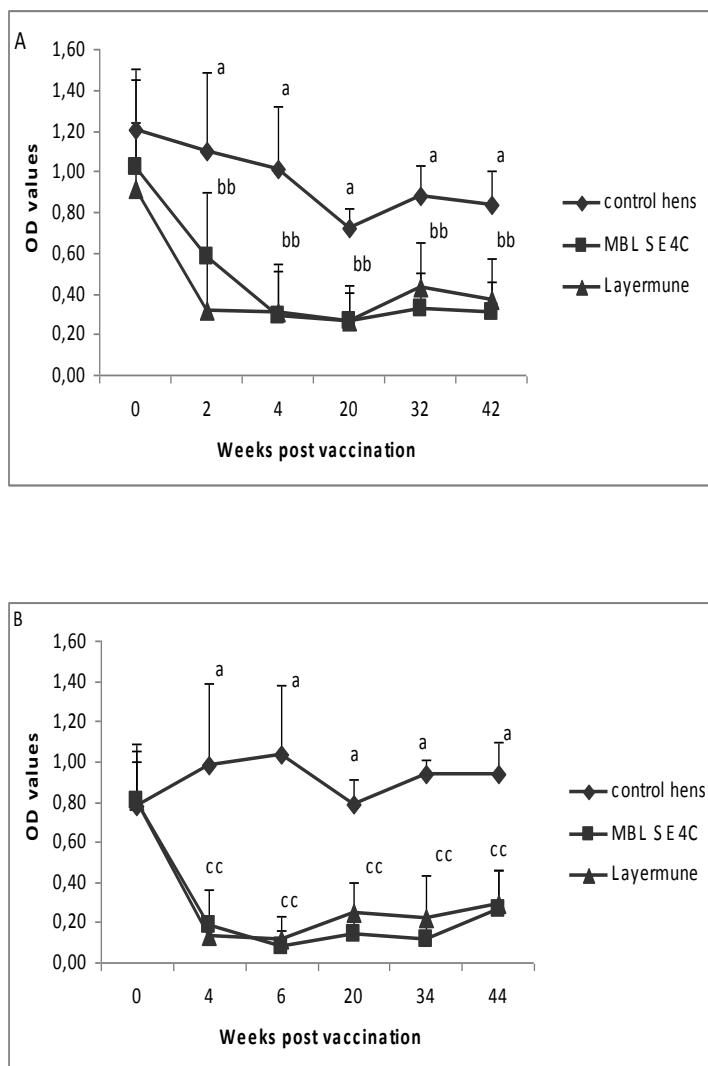 A
1,60
1,40
1,20
1,00
0,80
0,60
0,40
0,20
0,00
OD values
a
a
a
a
a
bb
bb
bb
bb
bb
0 2 4 20 32 42
Weeks post vaccination
control hens
MBL SE4C
Layermune
B
1,60
1,40
1,20
1,00
0,80
0,60
0,40
0,20
0,00
OD values
a
a
a
a
a
cc
cc
cc
cc
cc
0 4 6 20 34 44
Weeks post vaccination
control hens
MBL SE4C
Layermune